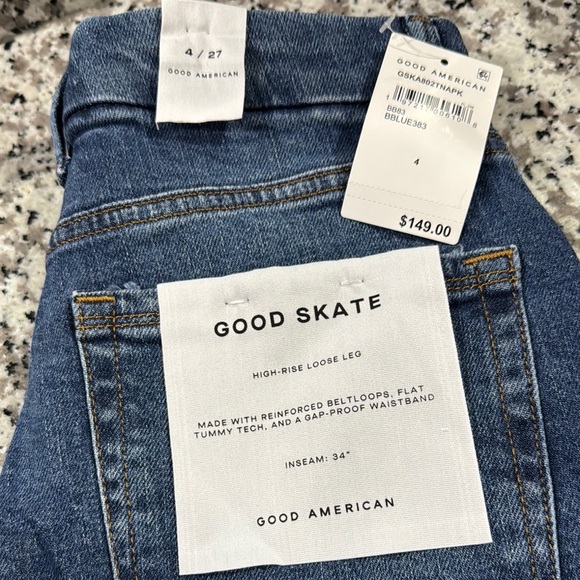 4 / 27
GOOD AMERICAN
GOOD AMERICAN
GSKA802TNAPK
BB83
BBLUE383
4
$149.00
GOOD SKATE
HIGH-RISE LOOSE LEG
MADE WITH REINFORCED BELTLOOPS, FLAT
TUMMY TECH, AND A GAP-PROOF WAISTBAND
INSEAM: 34"
GOOD AMERICAN